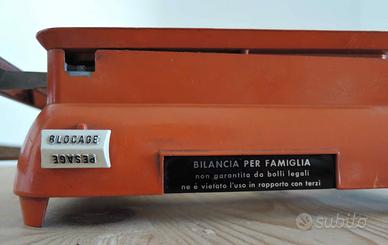 BLOCAGE
PESAGE
BILANCIA PER FAMIGLIA
non garantita da bolli legali
ne é vietato l'uso in rapporto con terzi
subito